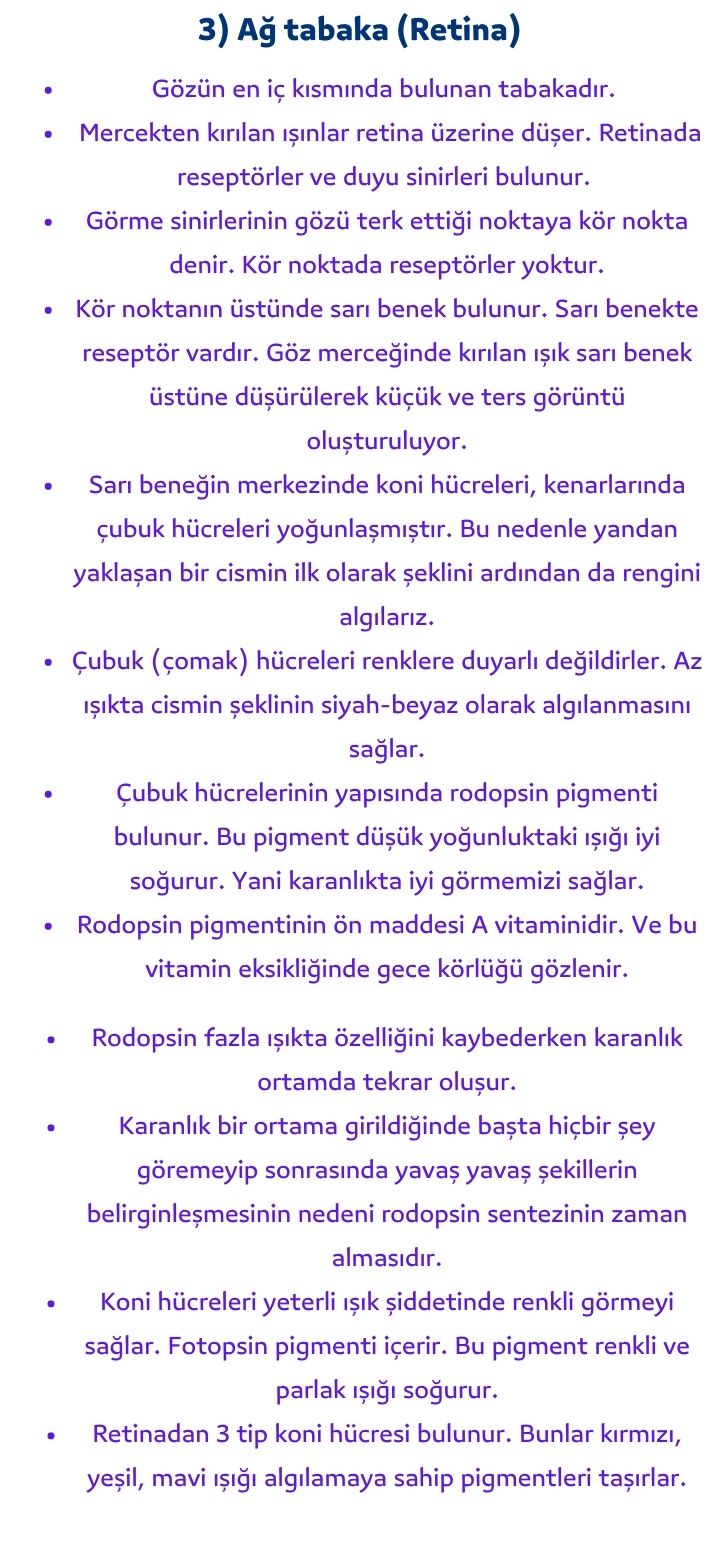 3) Ağ tabaka (Retina)
• Gözün en iç kısmında bulunan tabakadır.
• Mercekten kırılan ışınlar retina üzerine düşer. Retinada
reseptörler ve duyu sinirleri bulunur.
• Görme sinirlerinin gözü terk ettiği noktaya kör nokta
denir. Kör noktada reseptörler yoktur.
• Kör noktanın üstünde sarı benek bulunur. Sarı benekte
reseptör vardır. Göz merceğinde kırılan ışık sarı benek
üstüne düşürülerek küçük ve ters görüntü
oluşturuluyor.
• Sarı beneğin merkezinde koni hücreleri, kenarlarında
çubuk hücreleri yoğunlaşmıştır. Bu nedenle yandan
yaklaşan bir cismin ilk olarak şeklini ardından da rengini
algılarız.
• Çubuk (çomak) hücreleri renklere duyarlı değildirler. Az
ışıkta cismin şeklinin siyah-beyaz olarak algılanmasını
sağlar.
• Çubuk hücrelerinin yapısında rodopsin pigmenti
bulunur. Bu pigment düşük yoğunluktaki ışığı iyi
soğurur. Yani karanlıkta iyi görmemizi sağlar.
• Rodopsin pigmentinin ön maddesi A vitaminidir. Ve bu
vitamin eksikliğinde gece körlüğü gözlenir.
• Rodopsin fazla ışıkta özelliğini kaybederken karanlık
ortamda tekrar oluşur.
• Karanlık bir ortama girildiğinde başta hiçbir şey
göremeyip sonrasında yavaş yavaş şekillerin
belirginleşmesinin nedeni rodopsin sentezinin zaman
almasıdır.
• Koni hücreleri yeterli ışık şiddetinde renkli görmeyi
sağlar. Fotopsin pigmenti içerir. Bu pigment renkli ve
parlak ışığı soğurur.
• Retinadan 3 tip koni hücresi bulunur. Bunlar kırmızı,
yeşil, mavi ışığı algılamaya sahip pigmentleri taşırlar.